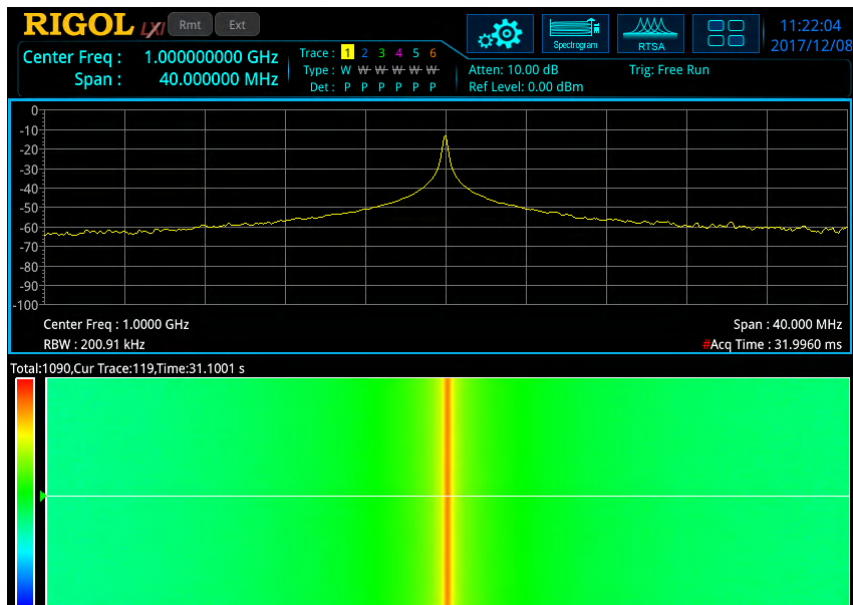 RIGOL LXI Rmt Ext
Spectrogram
RTSA
11:22:04
2017/12/08
Center Freq : 1.000000000 GHz
Span : 40.000000 MHz
Trace : 1 2 3 4 5 6
Type : W W W W W W
Det : P P P P P P
Atten: 10.00 dB
Ref Level: 0.00 dBm
Trig: Free Run
0
-10
-20
-30
-40
-50
-60
-70
-80
-90
-100
Center Freq : 1.0000 GHz
Span : 40.000 MHz
RBW : 200.91 kHz
#Acq Time : 31.9960 ms
Total:1090,Cur Trace:119,Time:31.1001 s